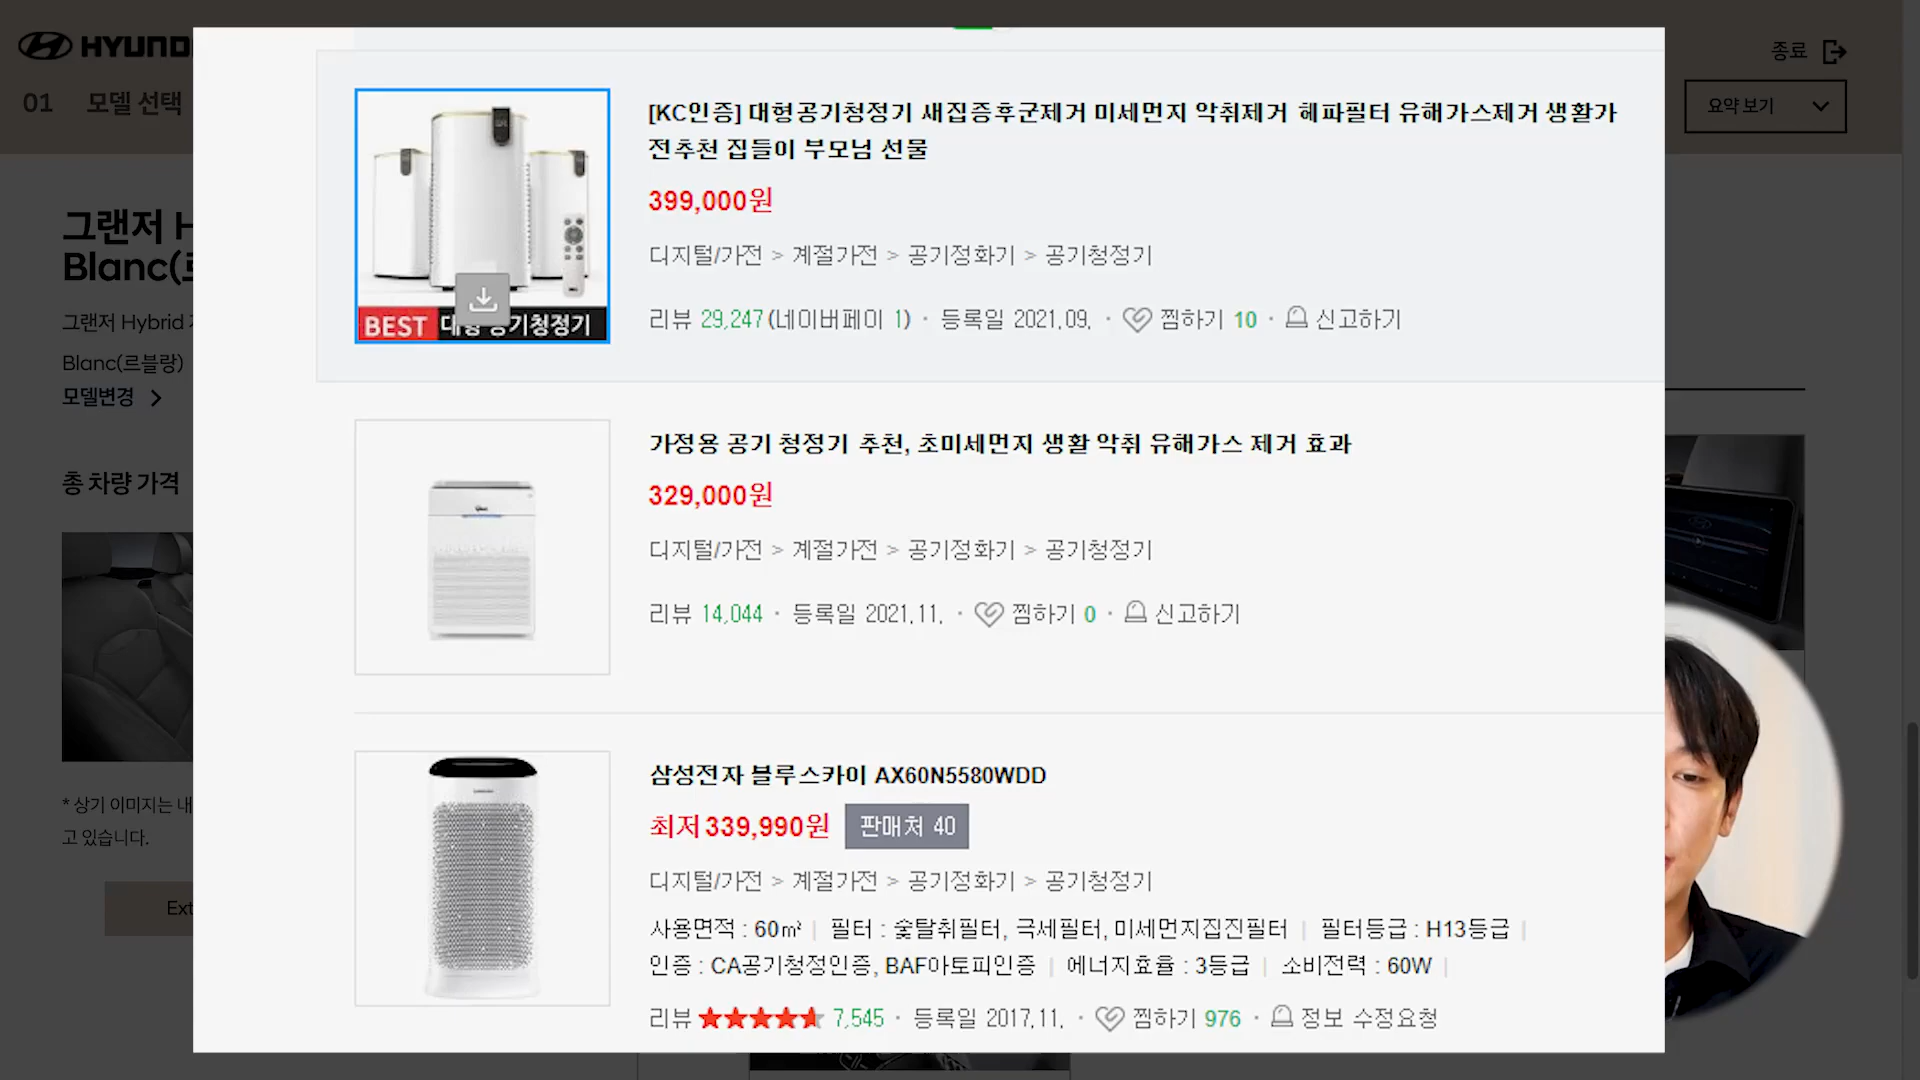 HYUND
01 모델 선택
종료
요약 보기
그랜저 H
Blanc(르
그랜저 Hybrid
Blanc(르블랑)
모델변경
총 차량 가격
* 상기 이미지는 내
고 있습니다.
Ext
[KC인증] 대형공기청정기 새집증후군제거 미세먼지 악취제거 헤파필터 유해가스제거 생활가
전추천 집들이 부모님 선물
399,000원
디지털/가전 > 계절가전 > 공기정화기 > 공기청정기
리뷰 29,247(네이버페이 1) · 등록일 2021.09. · 찜하기 10 · 신고하기
BEST 대형 공기청정기
가정용 공기 청정기 추천, 초미세먼지 생활 악취 유해가스 제거 효과
329,000원
디지털/가전 > 계절가전 > 공기정화기 > 공기청정기
리뷰 14,044 · 등록일 2021.11. · 찜하기 0 · 신고하기
삼성전자 블루스카이 AX60N5580WDD
최저 339,990원 판매처 40
디지털/가전 > 계절가전 > 공기정화기 > 공기청정기
사용면적 : 60㎡ | 필터 : 숯탈취필터, 극세필터, 미세먼지집진필터 | 필터등급 : H13등급 |
인증 : CA공기청정인증, BAF아토피인증 | 에너지효율 : 3등급 | 소비전력 : 60W |
리뷰 ★★★★★ 7,545 · 등록일 2017.11. · 찜하기 976 · 정보 수정요청